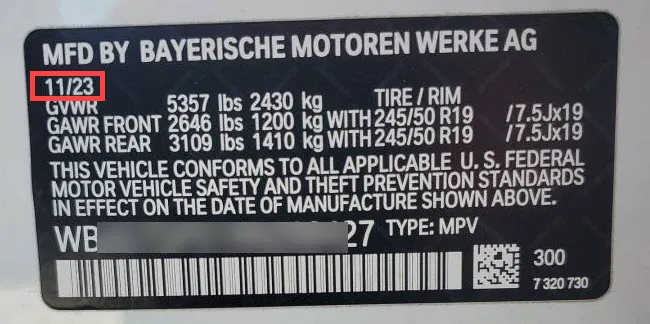 MFD BY BAYERISCHE MOTOREN WERKE AG
11/23
GVWR 5357 lbs 2430 kg TIRE / RIM
GAWR FRONT 2646 lbs 1200 kg WITH 245/50 R19 /7.5Jx19
GAWR REAR 3109 lbs 1410 kg WITH 245/50 R19 /7.5Jx19
THIS VEHICLE CONFORMS TO ALL APPLICABLE U. S. FEDERAL
MOTOR VEHICLE SAFETY AND THEFT PREVENTION STANDARDS
IN EFFECT ON THE DATE OF MANUFACTURE SHOWN ABOVE.
WB 27 TYPE: MPV
300
7 320 730